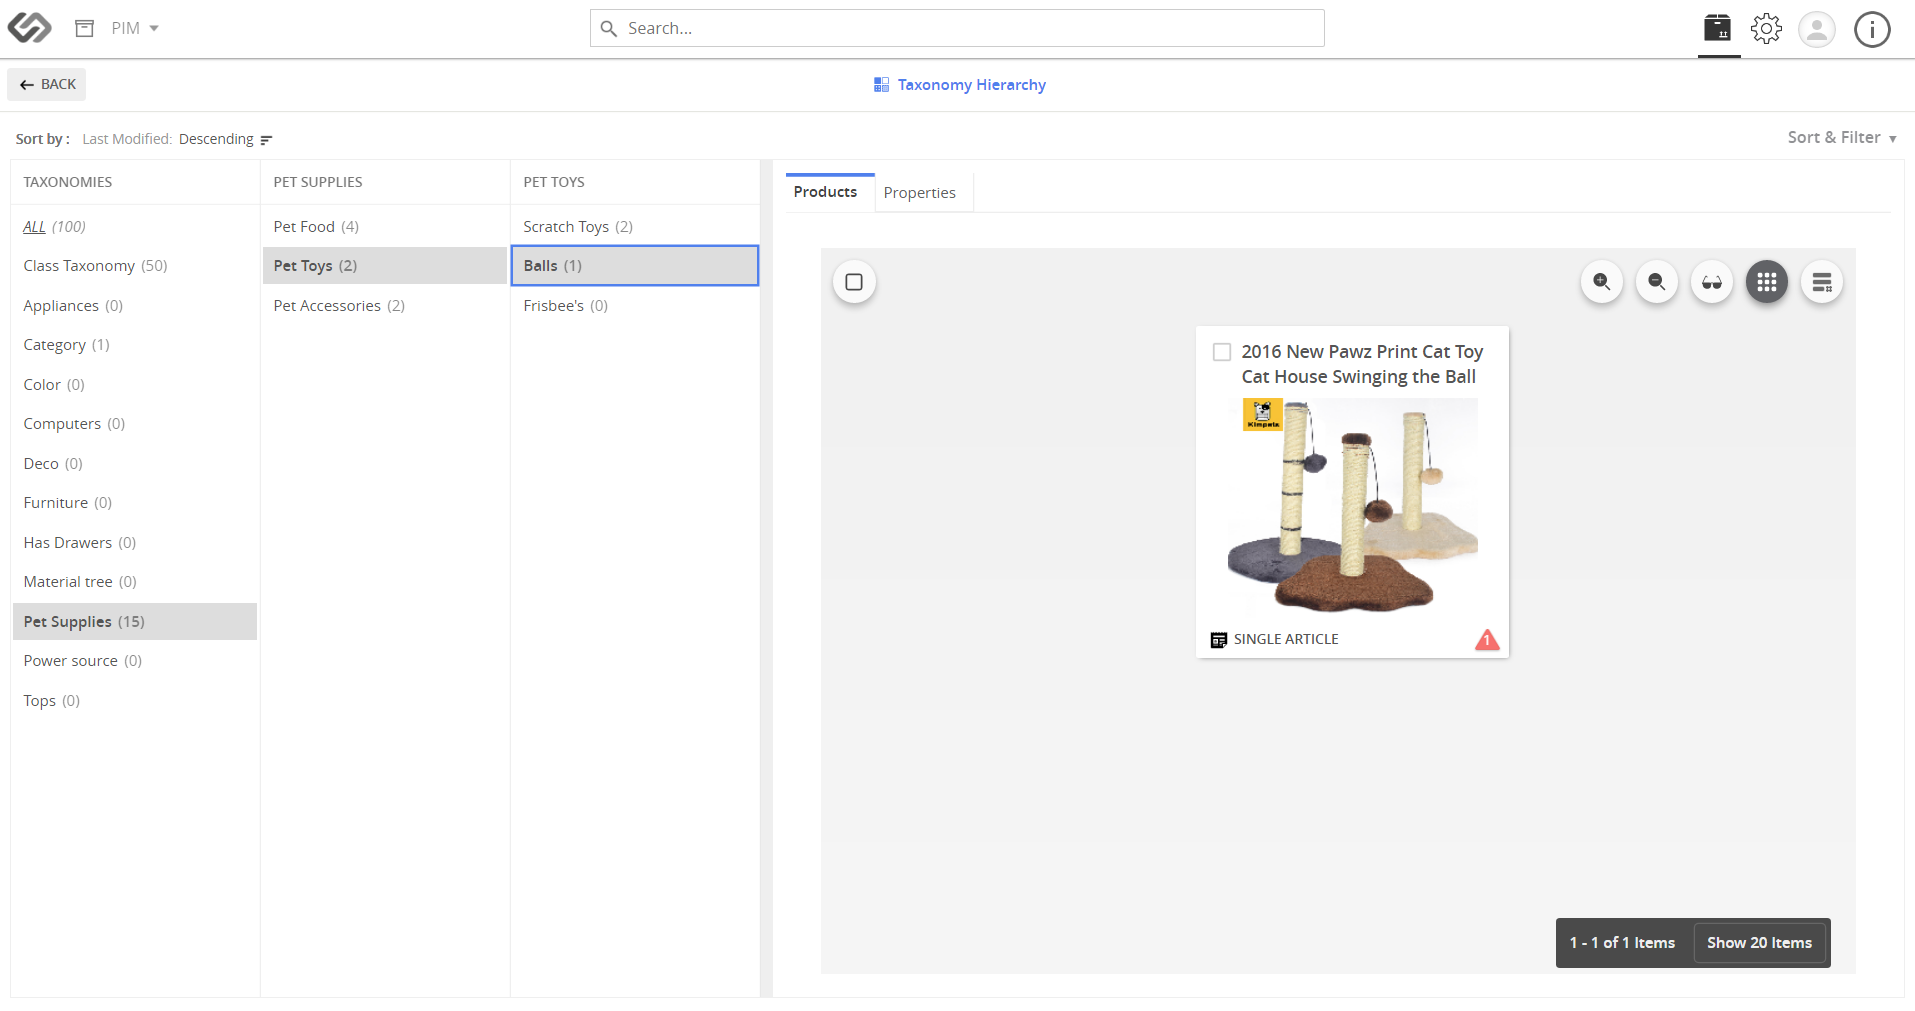 PIM
Search...
BACK
Taxonomy Hierarchy
Sort by : Last Modified: Descending
Sort & Filter
TAXONOMIES
ALL (100)
Class Taxonomy (50)
Appliances (0)
Category (1)
Color (0)
Computers (0)
Deco (0)
Furniture (0)
Has Drawers (0)
Material tree (0)
Pet Supplies (15)
Power source (0)
Tops (0)
PET SUPPLIES
Pet Food (4)
Pet Toys (2)
Pet Accessories (2)
PET TOYS
Scratch Toys (2)
Balls (1)
Frisbee's (0)
Products
Properties
2016 New Pawz Print Cat Toy
Cat House Swinging the Ball
Kimpets
SINGLE ARTICLE
1
1 - 1 of 1 Items
Show 20 Items